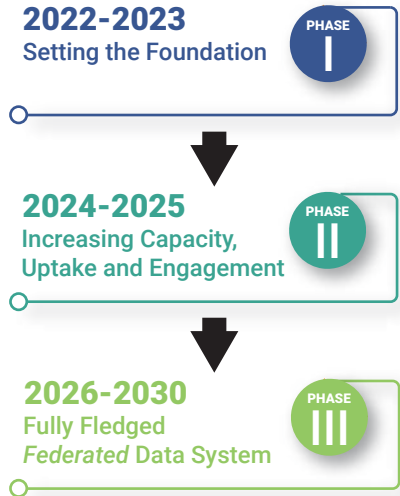 2022-2023
Setting the Foundation
PHASE
I
2024-2025
Increasing Capacity,
Uptake and Engagement
PHASE
II
2026-2030
Fully Fledged
Federated Data System
PHASE
III